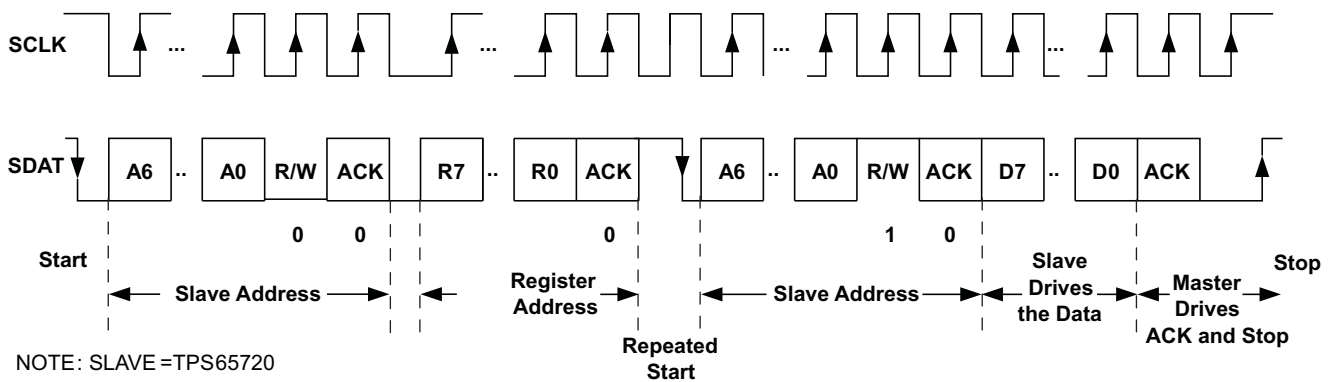 SCLK ... ... ... ...
SDAT A6 .. A0 R/W ACK R7 .. R0 ACK A6 .. A0 R/W ACK D7 .. D0 ACK
0 0 0 1 0
Start Slave Address Register Address Repeated Start Slave Address Slave Drives the Data Master Drives ACK and Stop Stop
NOTE: SLAVE=TPS65720